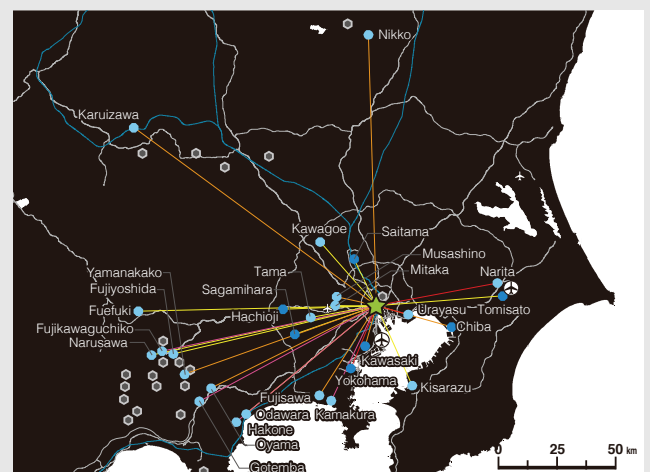 Nikko
Karuizawa
Kawagoe
Saitama
Musashino
Mitaka
Yamanakako
Tama
Narita
Fujiyoshida
Sagamihara
Fuefuki
Hachioji
Urayasu
Tomisato
Fujikawaguchiko
Chiba
Narusawa
Kawasaki
Yokohama
Kisarazu
Fujisawa
Odawara
Kamakura
Hakone
Oyama
Gotemba
0 25 50 km